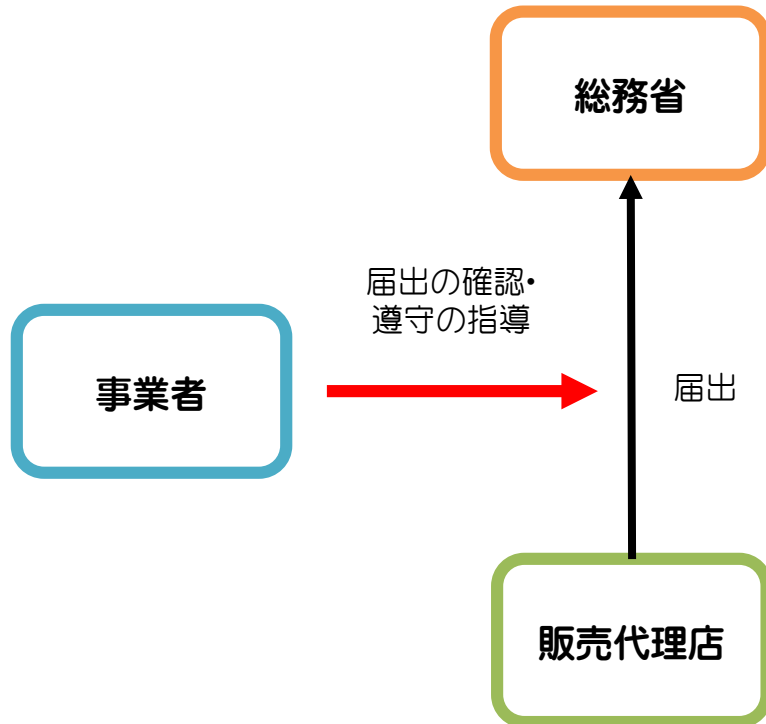 総務省
届出の確認・
遵守の指導
事業者
届出
販売代理店